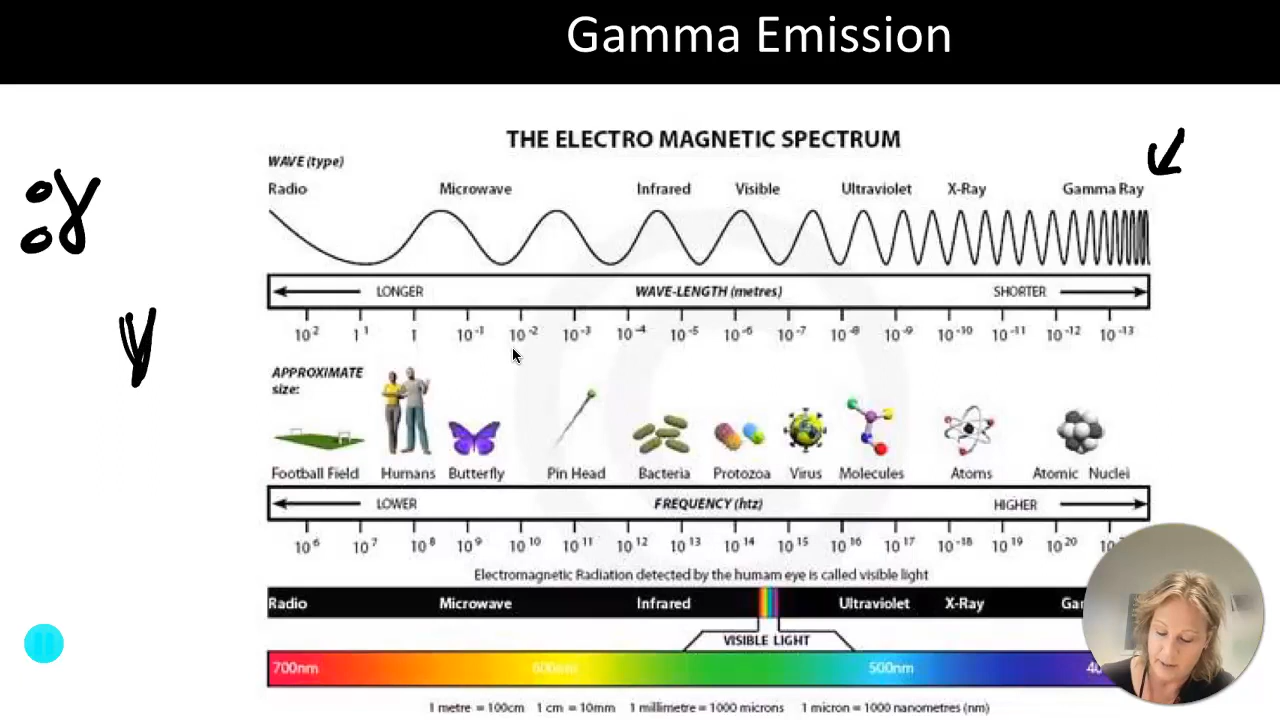 Gamma Emission
THE ELECTRO MAGNETIC SPECTRUM
WAVE (type)
Radio Microwave Infrared Visible Ultraviolet X-Ray Gamma Ray
LONGER WAVE-LENGTH (metres) SHORTER
10⁻² 1¹ 1 10⁻¹ 10⁻² 10⁻³ 10⁻⁴ 10⁻⁵ 10⁻⁶ 10⁻⁷ 10⁻⁸ 10⁻⁹ 10⁻¹⁰ 10⁻¹¹ 10⁻¹² 10⁻¹³
APPROXIMATE
size:
Football Field Humans Butterfly Pin Head Bacteria Protozoa Virus Molecules Atoms Atomic Nuclei
LOWER FREQUENCY (htz) HIGHER
10⁶ 10⁷ 10⁸ 10⁹ 10¹⁰ 10¹¹ 10¹² 10¹³ 10¹⁴ 10¹⁵ 10¹⁶ 10¹⁷ 10⁻¹⁸ 10¹⁹ 10²⁰
Electromagnetic Radiation detected by the humam eye is called visible light
Radio Microwave Infrared Ultraviolet X-Ray
VISIBLE LIGHT
700nm 600nm 500nm
1 metre = 100cm 1 cm = 10mm 1 millimetre = 1000 microns 1 micron = 1000 nanometres (nm)